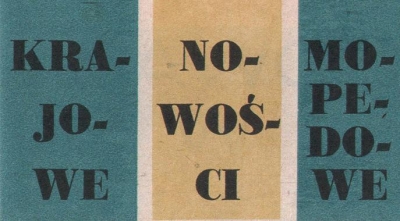 KRA-
JO-
WE
NO-
WOŚ-
CI
MO-
PE-
DO-
WE